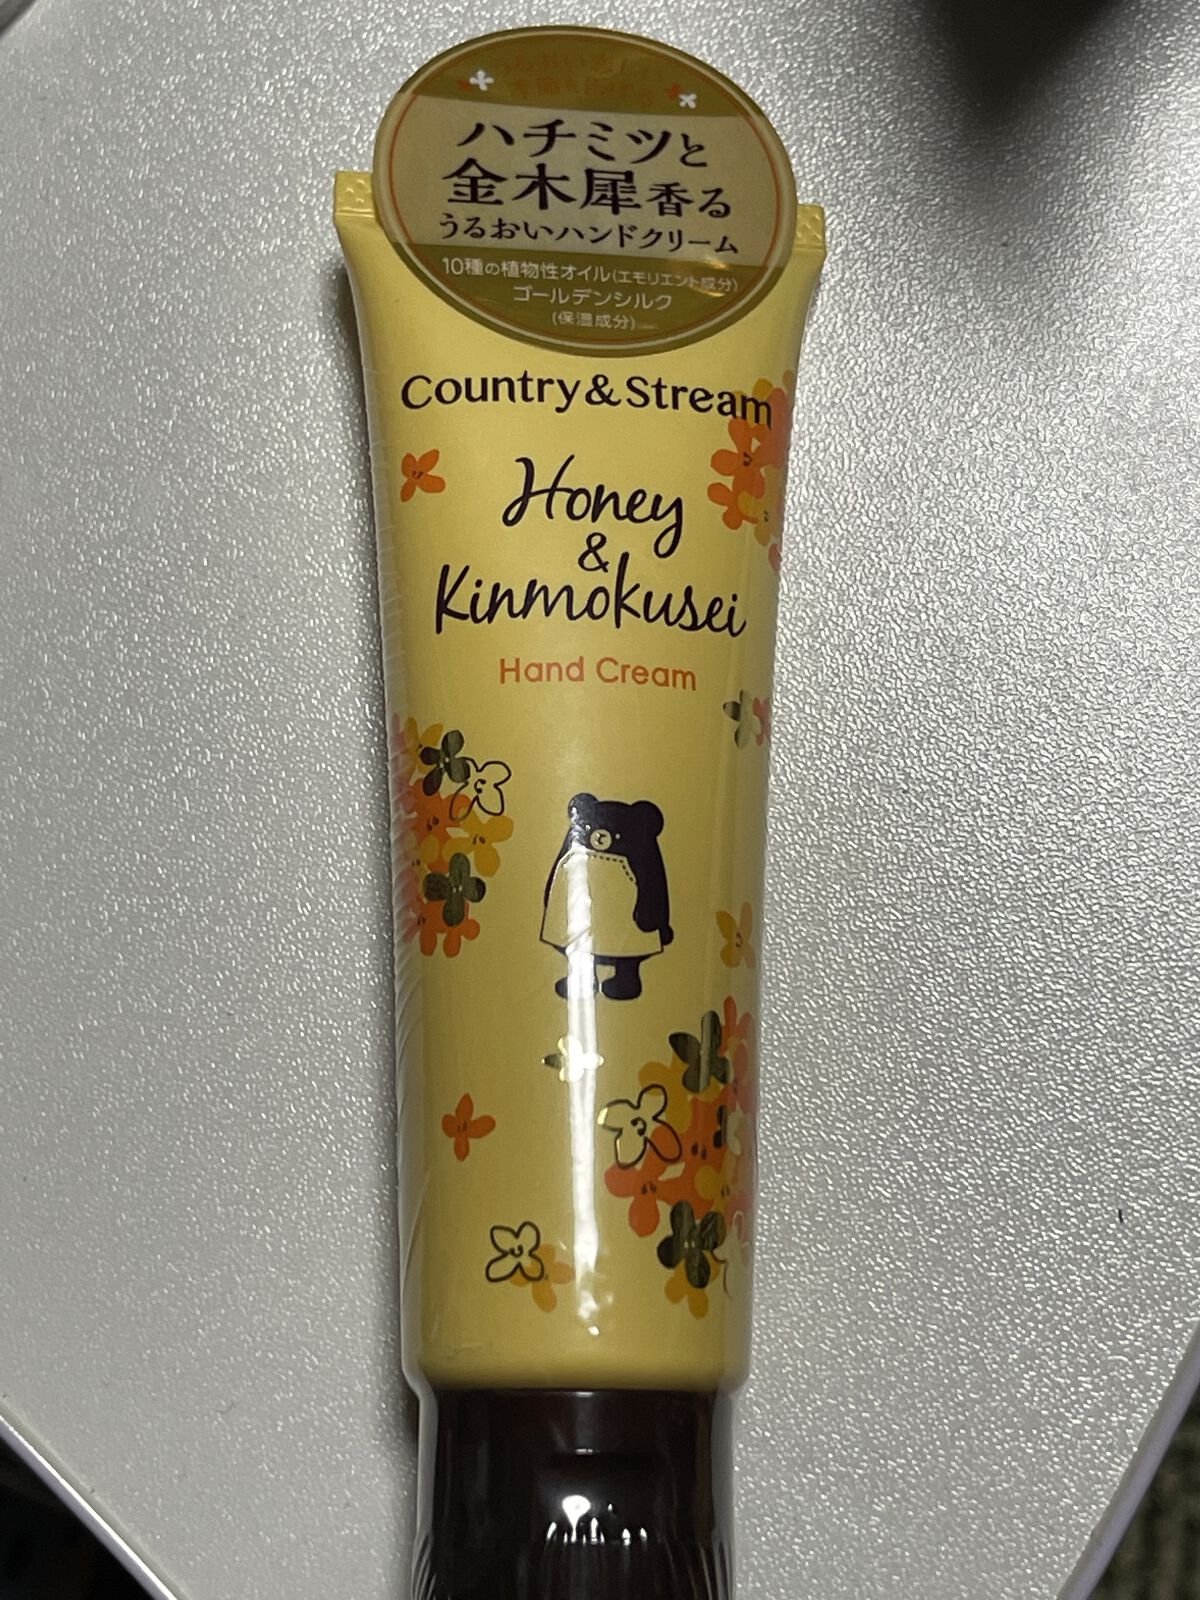 ハチミツと
金木犀香る
うるおいハンドクリーム
10種の植物性オイル(エモリエント成分)
ゴールデンシルク
(保湿成分)
Country&Stream
Honey
&
Kinmokusei
Hand Cream